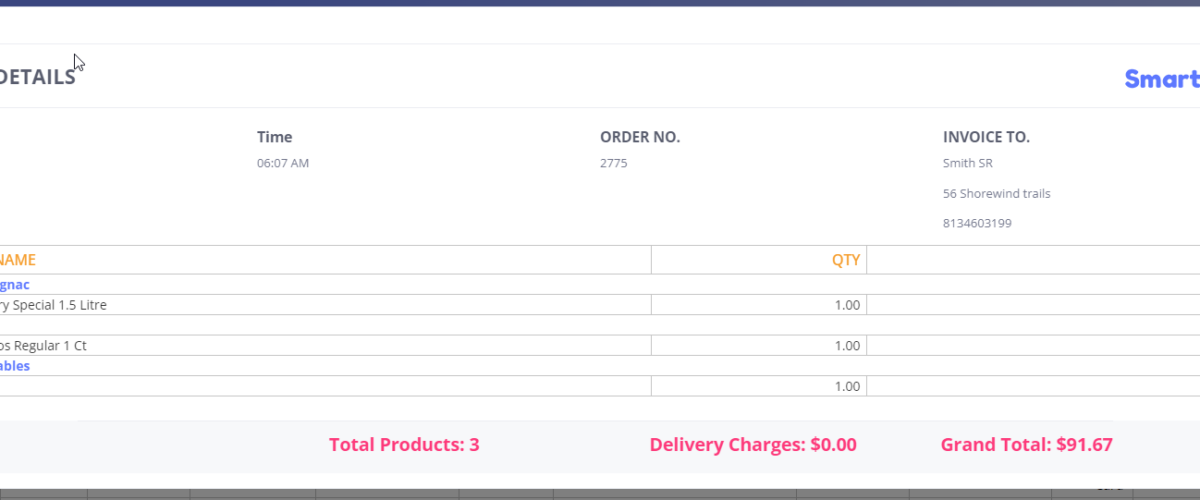 DETAILS
Smart
Time
ORDER NO.
INVOICE TO.
06:07 AM
2775
Smith SR
56 Shorewind trails
8134603199
NAME
QTY
gnac
ry Special 1.5 Litre
1.00
os Regular 1 Ct
1.00
ables
1.00
Total Products: 3
Delivery Charges: $0.00
Grand Total: $91.67